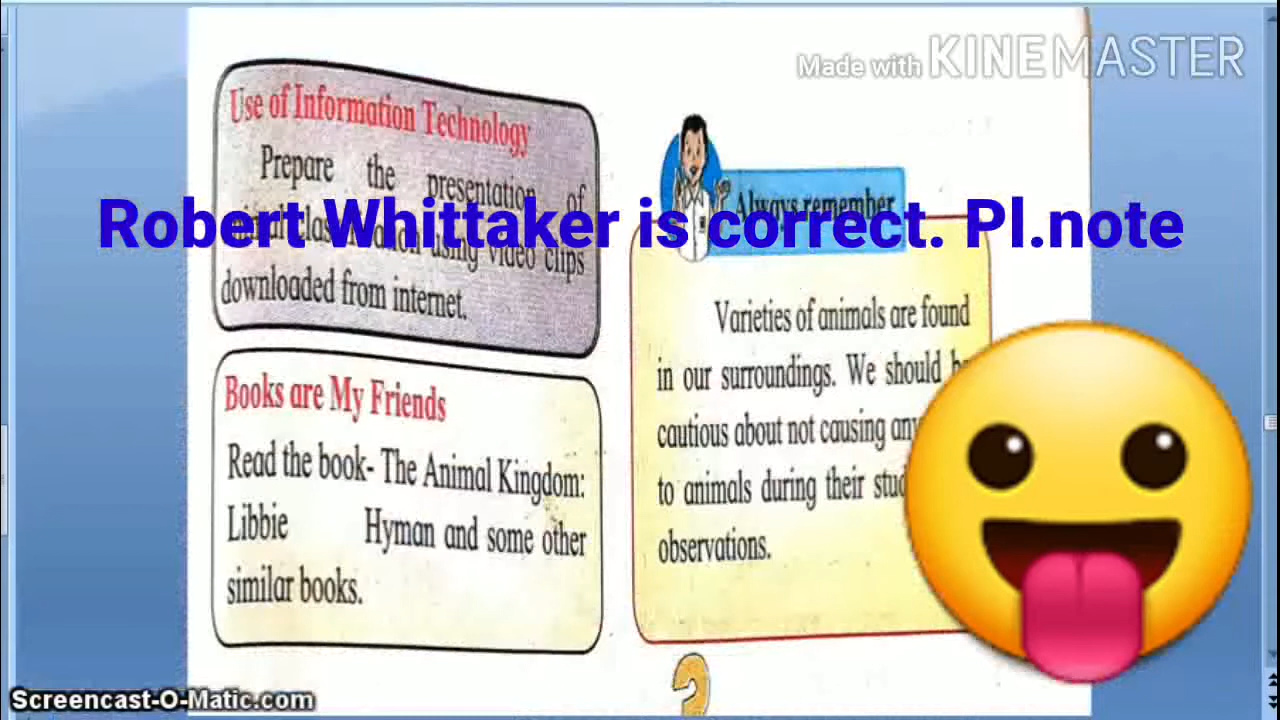 Made with KINEMASTER
Use of Information Technology
Prepare the presentation of
using video clips
downloaded from internet.
Robert Whittaker is correct. Pl.note
Books are My Friends
Read the book- The Animal Kingdom:
Libbie Hyman and some other
similar books.
Always remember
Varieties of animals are found
in our surroundings. We should
cautious about not causing
to animals during their
observations.
?
Screencast-O-Matic.com